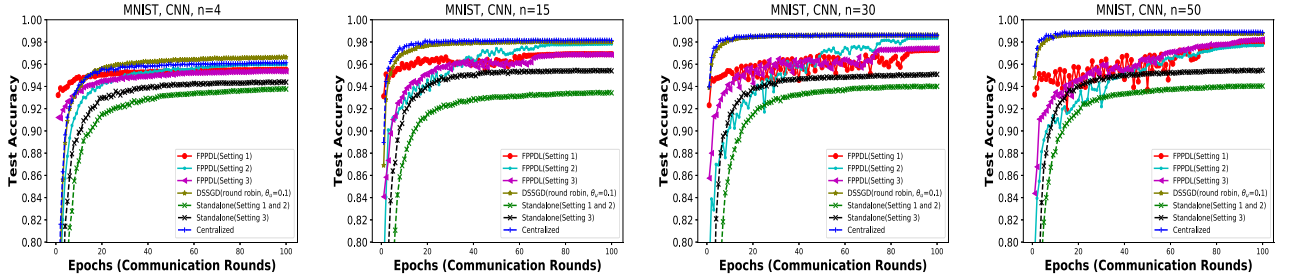 MNIST, CNN, n=4
Test Accuracy
1.00
0.98
0.96
0.94
0.92
0.90
0.88
0.86
0.84
0.82
0.80
FPPDL(Setting 1)
FPPDL(Setting 2)
FPPDL(Setting 3)
DSSGD(round robin, θu=0.1)
Standalone(Setting 1 and 2)
Standalone(Setting 3)
Centralized
0 20 40 60 80 100
Epochs (Communication Rounds)
MNIST, CNN, n=15
Test Accuracy
1.00
0.98
0.96
0.94
0.92
0.90
0.88
0.86
0.84
0.82
0.80
FPPDL(Setting 1)
FPPDL(Setting 2)
FPPDL(Setting 3)
DSSGD(round robin, θu=0.1)
Standalone(Setting 1 and 2)
Standalone(Setting 3)
Centralized
0 20 40 60 80 100
Epochs (Communication Rounds)
MNIST, CNN, n=30
Test Accuracy
1.00
0.98
0.96
0.94
0.92
0.90
0.88
0.86
0.84
0.82
0.80
FPPDL(Setting 1)
FPPDL(Setting 2)
FPPDL(Setting 3)
DSSGD(round robin, θu=0.1)
Standalone(Setting 1 and 2)
Standalone(Setting 3)
Centralized
0 20 40 60 80 100
Epochs (Communication Rounds)
MNIST, CNN, n=50
Test Accuracy
1.00
0.98
0.96
0.94
0.92
0.90
0.88
0.86
0.84
0.82
0.80
FPPDL(Setting 1)
FPPDL(Setting 2)
FPPDL(Setting 3)
DSSGD(round robin, θu=0.1)
Standalone(Setting 1 and 2)
Standalone(Setting 3)
Centralized
0 20 40 60 80 100
Epochs (Communication Rounds)